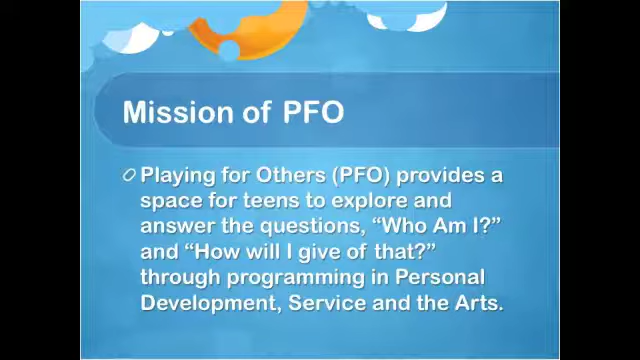 Mission of PFO
Playing for Others (PFO) provides a
space for teens to explore and
answer the questions, “Who Am I?”
and “How will I give of that?”
through programming in Personal
Development, Service and the Arts.